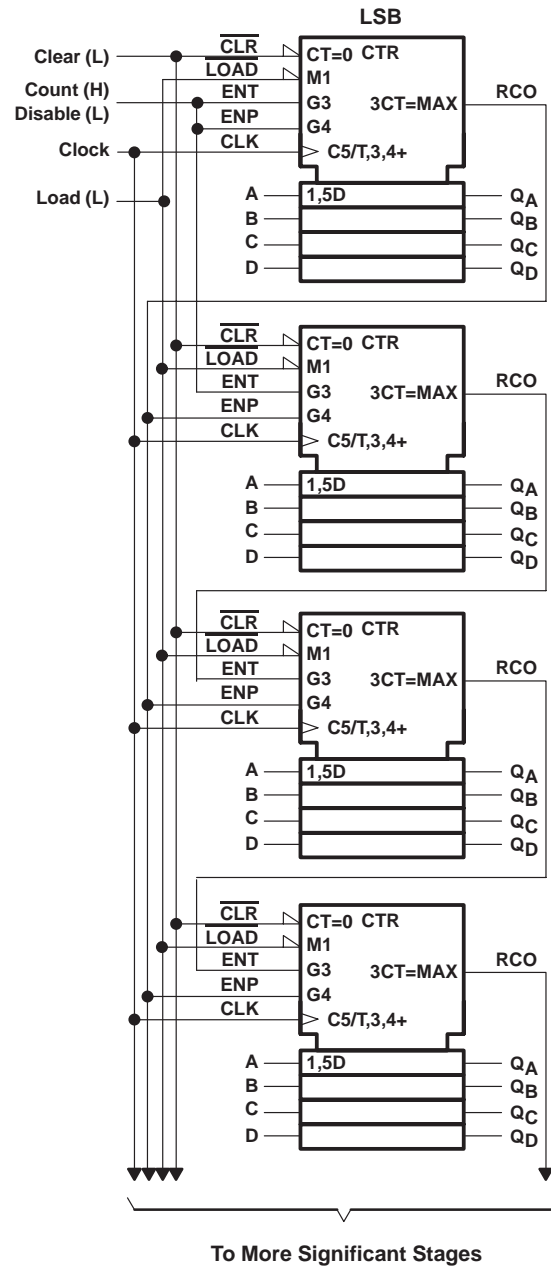 LSB
Clear (L)
CLR
CT=0 CTR
LOAD
M1
Count (H)
Disable (L)
ENT
G3
3CT=MAX
RCO
ENP
G4
Clock
CLK
C5/T,3,4+
Load (L)
A
1,5D
QA
B
QB
C
QC
D
QD
CLR
CT=0 CTR
LOAD
M1
ENT
G3
3CT=MAX
RCO
ENP
G4
CLK
C5/T,3,4+
A
1,5D
QA
B
QB
C
QC
D
QD
CLR
CT=0 CTR
LOAD
M1
ENT
G3
3CT=MAX
RCO
ENP
G4
CLK
C5/T,3,4+
A
1,5D
QA
B
QB
C
QC
D
QD
CLR
CT=0 CTR
LOAD
M1
ENT
G3
3CT=MAX
RCO
ENP
G4
CLK
C5/T,3,4+
A
1,5D
QA
B
QB
C
QC
D
QD
To More Significant Stages